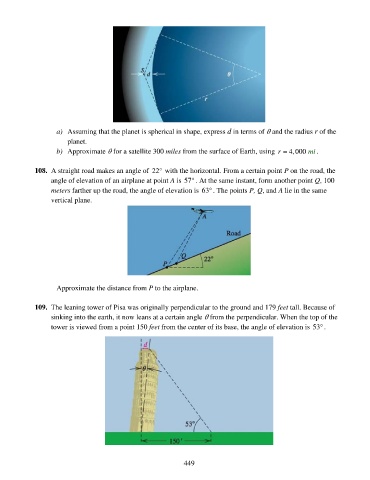 S
d
θ
r
a) Assuming that the planet is spherical in shape, express d in terms of θ and the radius r of the
planet.
b) Approximate θ for a satellite 300 miles from the surface of Earth, using r = 4,000 mi.
108. A straight road makes an angle of 22° with the horizontal. From a certain point P on the road, the
angle of elevation of an airplane at point A is 57°. At the same instant, form another point Q, 100
meters farther up the road, the angle of elevation is 63°. The points P, Q, and A lie in the same
vertical plane.
A
Road
Q
22°
P
Approximate the distance from P to the airplane.
109. The leaning tower of Pisa was originally perpendicular to the ground and 179 feet tall. Because of
sinking into the earth, it now leans at a certain angle θ from the perpendicular. When the top of the
tower is viewed from a point 150 feet from the center of its base, the angle of elevation is 53°.
d
θ
53°
150'
449